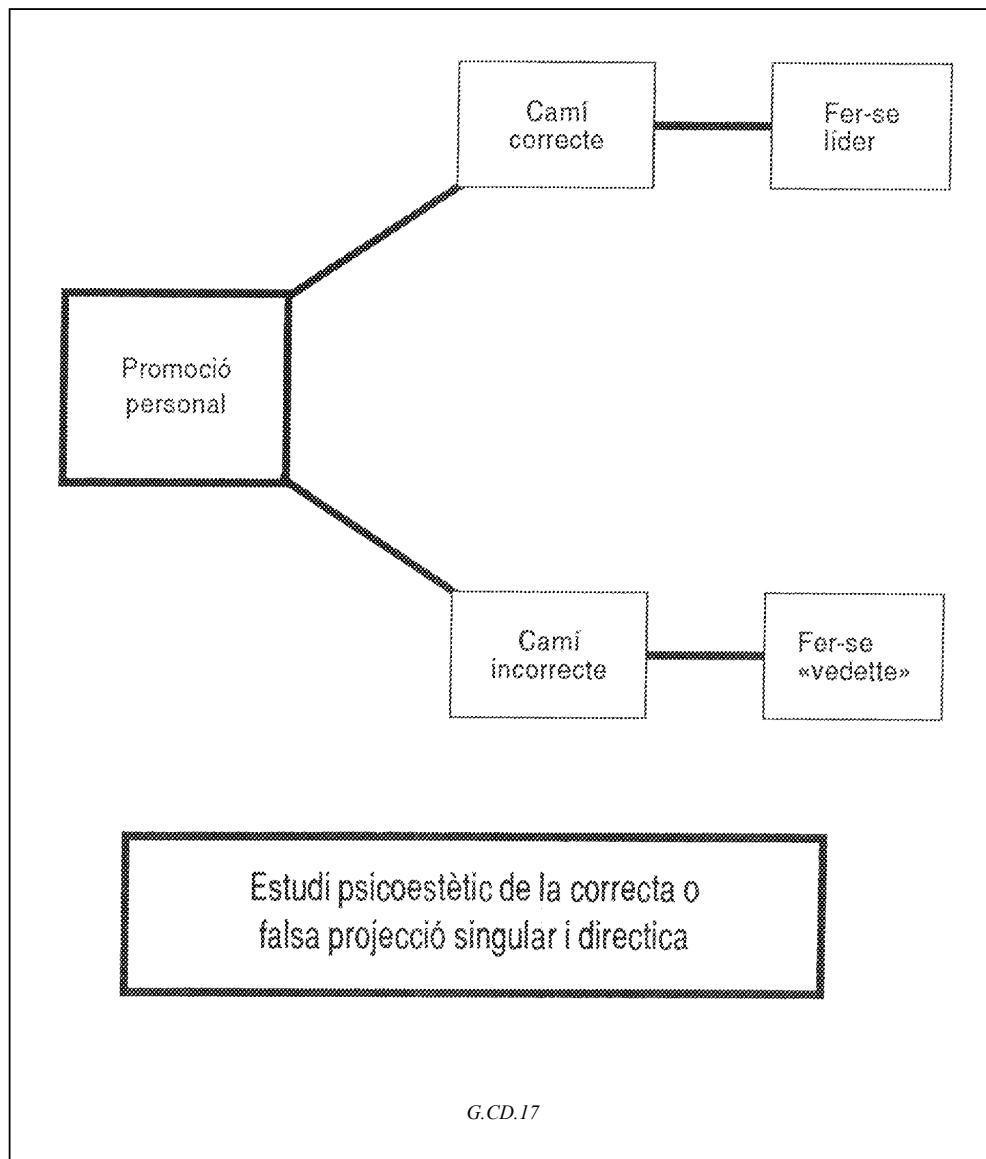 Camí
correcte
Fer-se
líder
Promoció
personal
Camí
incorrecte
Fer-se
«vedette»
Estudi psicoestètic de la correcta o
falsa projecció singular i directica
G.CD.17